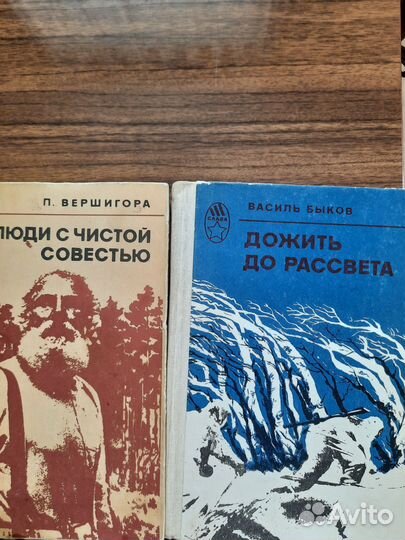 П. ВЕРШИГОРА
ЛЮДИ С ЧИСТОЙ
СОВЕСТЬЮ
СЛАВА
ВАСИЛЬ БЫКОВ
ДОЖИТЬ
ДО РАССВЕТА
Avito